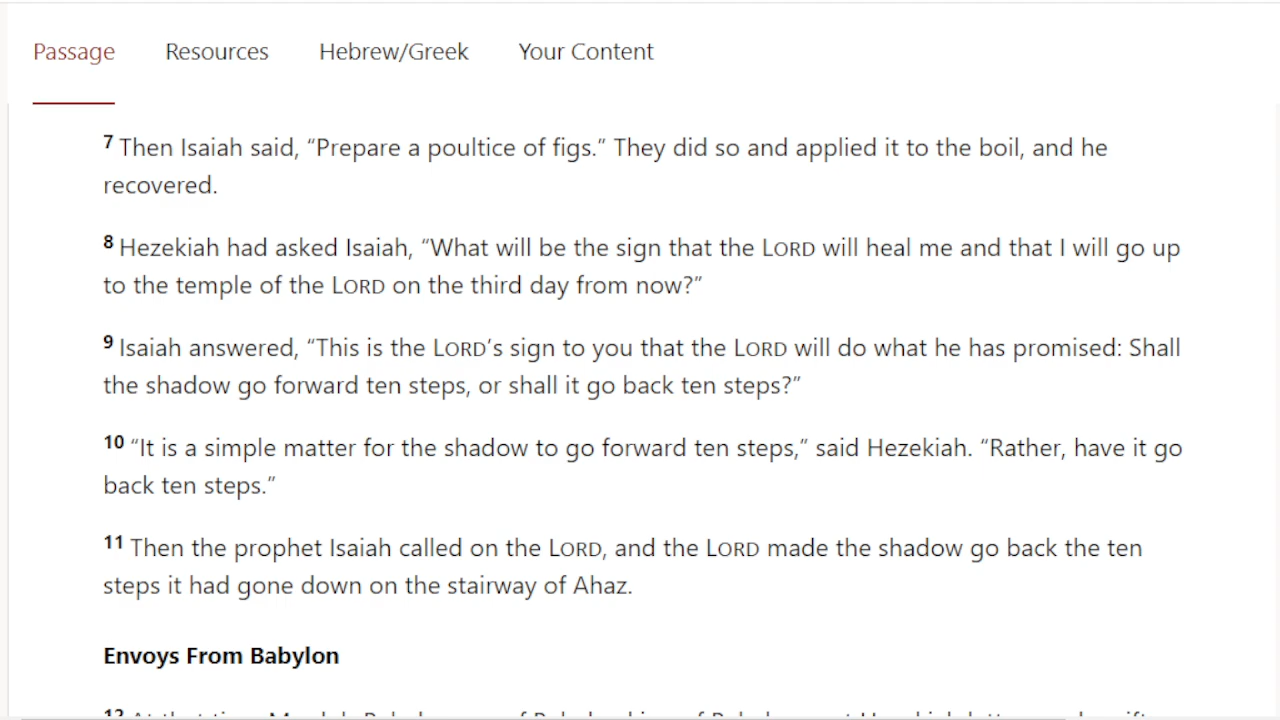 Passage Resources Hebrew/Greek Your Content
7 Then Isaiah said, “Prepare a poultice of figs.” They did so and applied it to the boil, and he
recovered.
8 Hezekiah had asked Isaiah, “What will be the sign that the LORD will heal me and that I will go up
to the temple of the LORD on the third day from now?”
9 Isaiah answered, “This is the LORD’s sign to you that the LORD will do what he has promised: Shall
the shadow go forward ten steps, or shall it go back ten steps?”
10 “It is a simple matter for the shadow to go forward ten steps,” said Hezekiah. “Rather, have it go
back ten steps.”
11 Then the prophet Isaiah called on the LORD, and the LORD made the shadow go back the ten
steps it had gone down on the stairway of Ahaz.
Envoys From Babylon
12 At that time